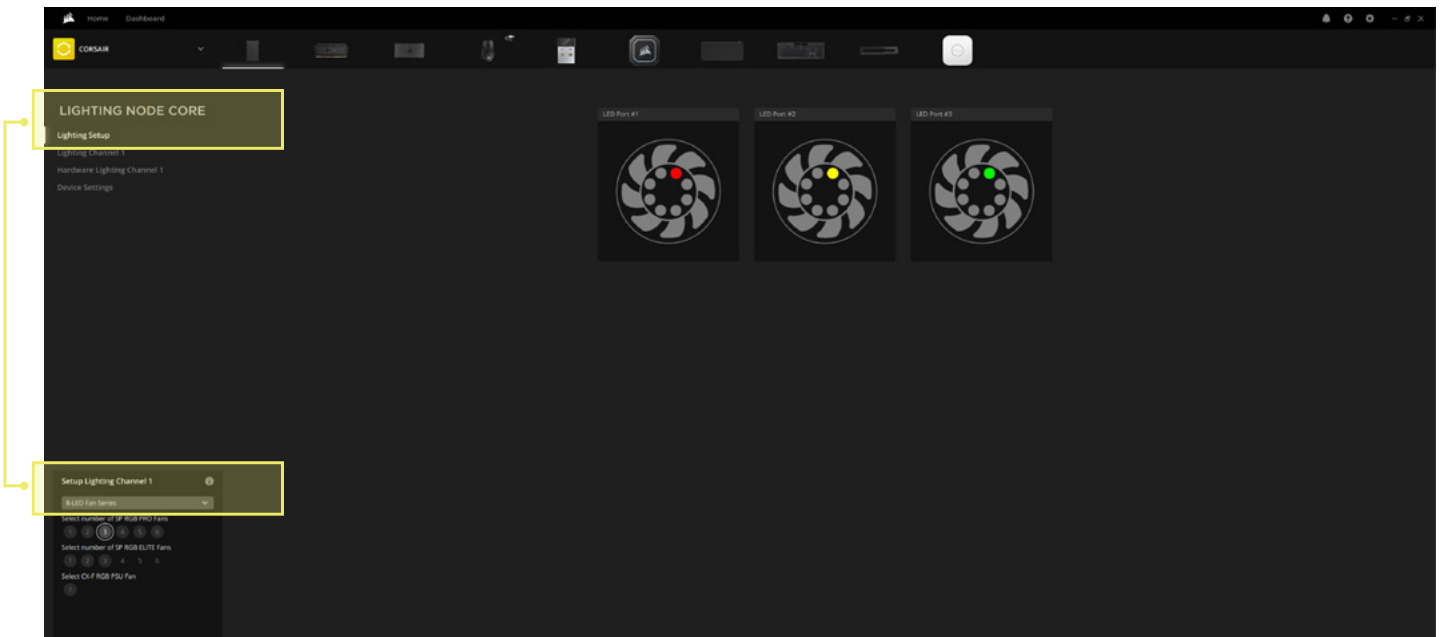 Home Dashboard
CORSAIR
LIGHTING NODE CORE
Lighting Setup
Lighting Channel 1
Hardware Lighting Channel 1
Device Settings
LED Port #1 LED Port #2 LED Port #3
Setup Lighting Channel 1
8-LED Fan Series
Select number of SP RGB PRO Fans
1 2 3 4 5 6
Select number of SP RGB ELITE Fans
1 2 3 4 5 6
Select CX-F RGB PSU Fan
1